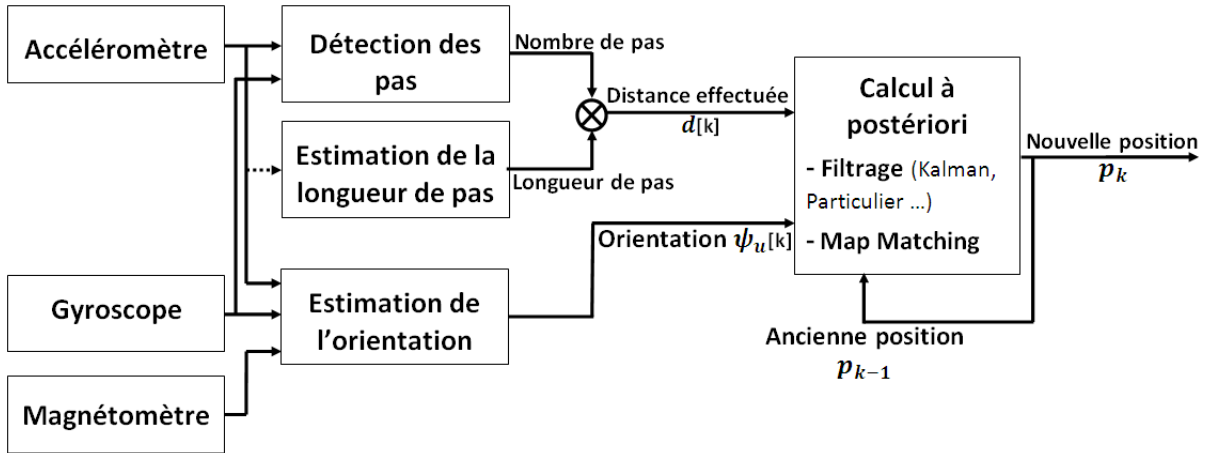 Accéléromètre
Détection des
pas
Nombre de pas
Distance effectuée
d[k]
Estimation de la
longueur de pas
Longueur de pas
Calcul à
postériori
- Filtrage (Kalman,
Particulier ...)
- Map Matching
Nouvelle position
p_k
Orientation ψ_u[k]
Gyroscope
Estimation de
l'orientation
Ancienne position
p_{k-1}
Magnétomètre